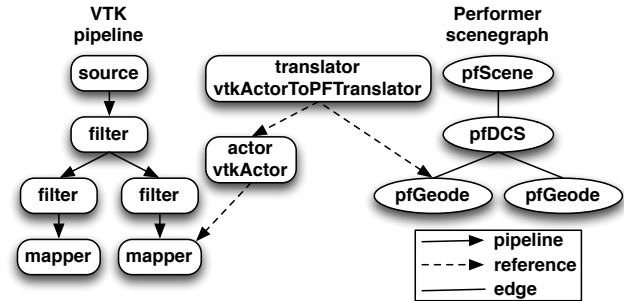 VTK
pipeline
Performer
scenegraph
source
translator
vtkActorToPFTranslator
pfScene
filter
actor
vtkActor
pfDCS
filter
filter
pfGeode
pfGeode
mapper
mapper
pipeline
reference
edge